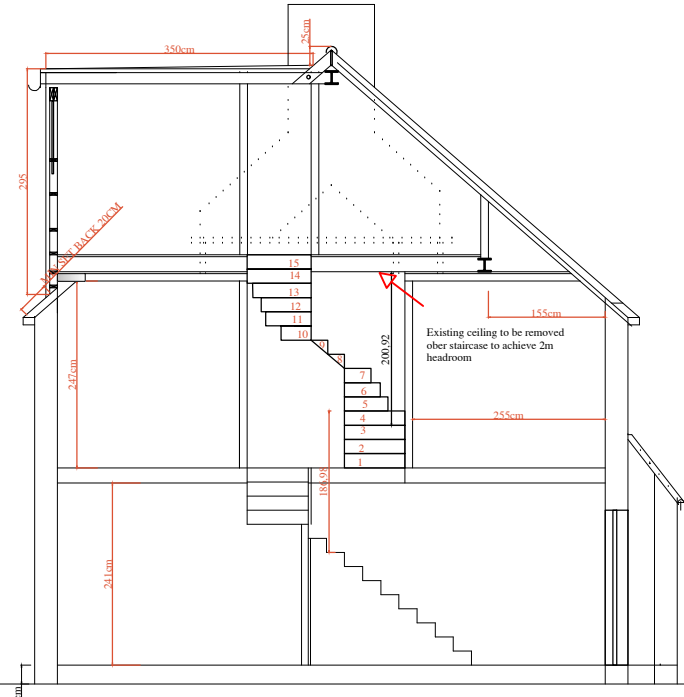 25cm
350cm
295
MIN SET BACK 20CM
15
14
13
12
11
10
9
8
7
6
5
4
3
2
1
155cm
Existing ceiling to be removed
ober staircase to achieve 2m
headroom
200,92
247cm
255cm
186,98
241cm
cm